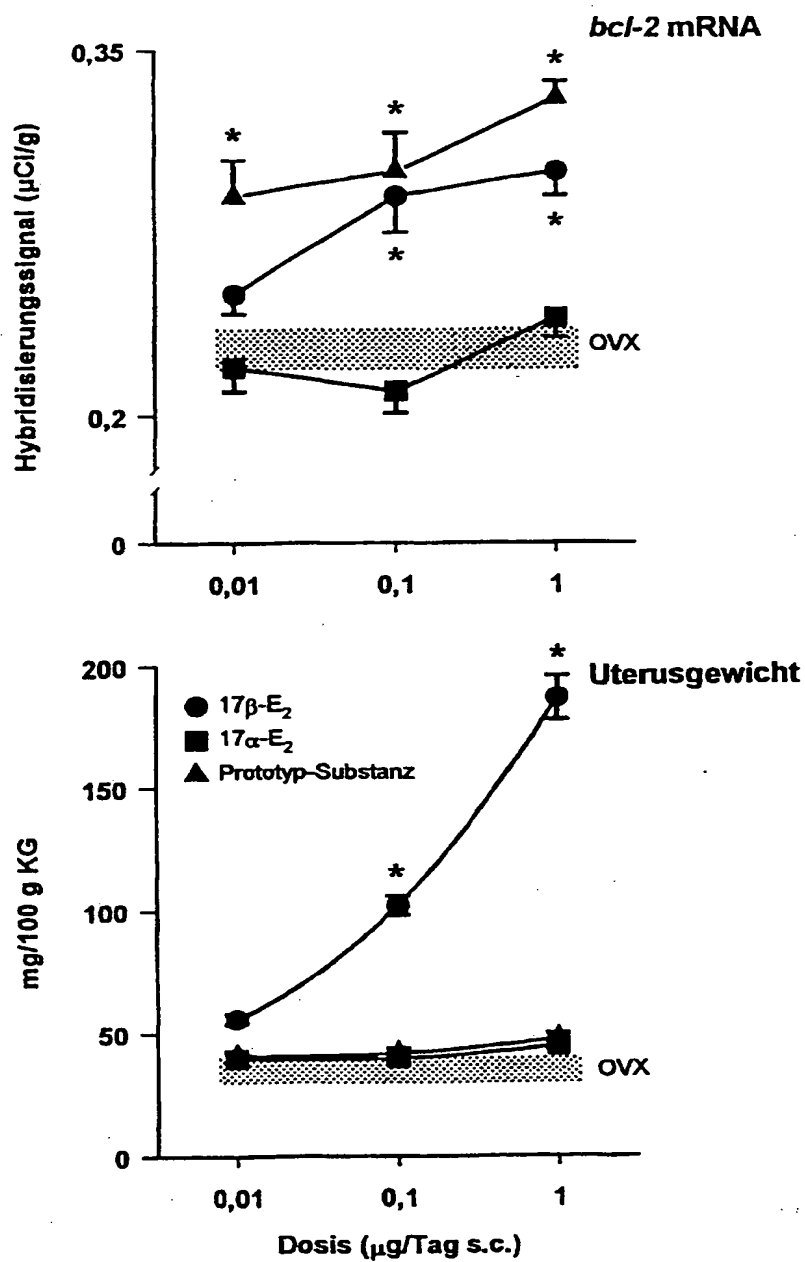 bcl-2 mRNA
0,35
*
*
*
Hybridisierungssignal (µCi/g)
*
*
OVX
0,2
0
0,01 0,1 1
*
200
Uterusgewicht
17β-E₂
17α-E₂
Prototyp-Substanz
150
*
mg/100 g KG
100
50
OVX
0
0,01 0,1 1
Dosis (µg/Tag s.c.)